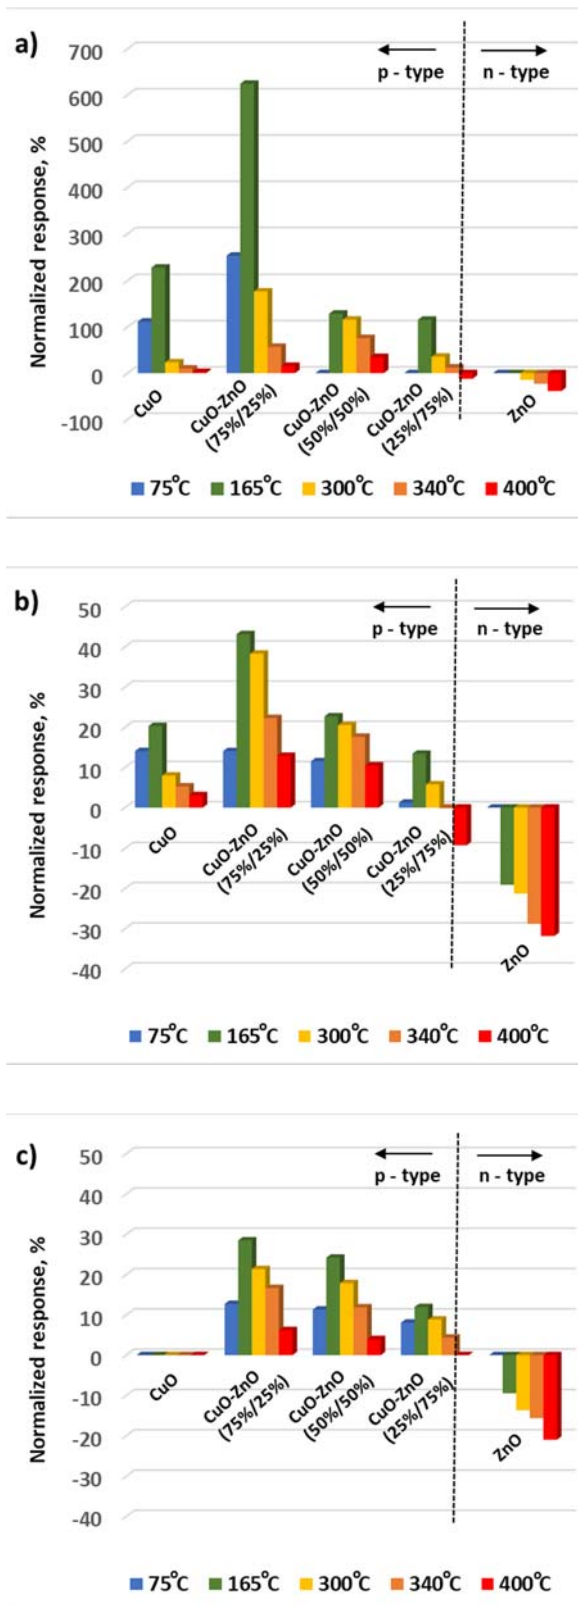 a)
700
600
500
400
300
200
100
0
-100
Normalized response, %
p - type
n - type
CuO
CuO-ZnO
(75%/25%)
CuO-ZnO
(50%/50%)
CuO-ZnO
(25%/75%)
ZnO
75°C 165°C 300°C 340°C 400°C
b)
50
40
30
20
10
0
-10
-20
-30
-40
Normalized response, %
p - type
n - type
CuO
CuO-ZnO
(75%/25%)
CuO-ZnO
(50%/50%)
CuO-ZnO
(25%/75%)
ZnO
75°C 165°C 300°C 340°C 400°C
c)
50
40
30
20
10
0
-10
-20
-30
-40
Normalized response, %
p - type
n - type
CuO
CuO-ZnO
(75%/25%)
CuO-ZnO
(50%/50%)
CuO-ZnO
(25%/75%)
ZnO
75°C 165°C 300°C 340°C 400°C